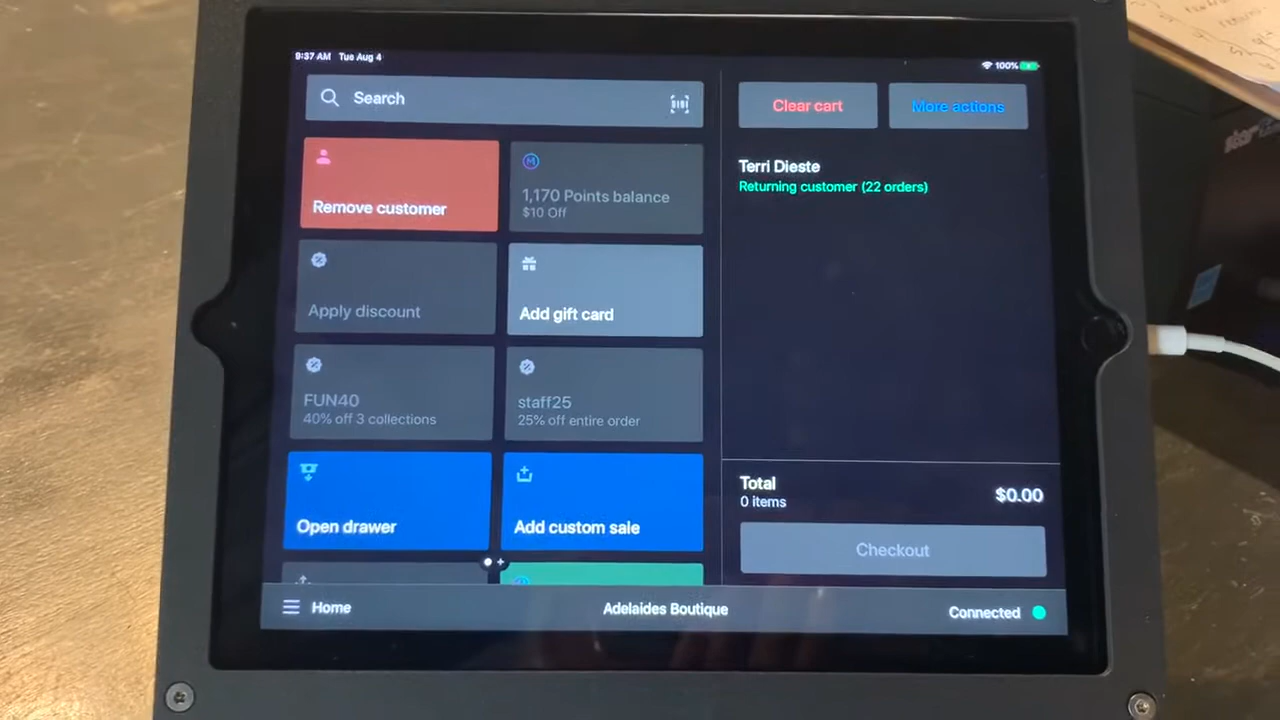 9:37 AM Tue Aug 4
100%
Search
Clear cart
More actions
Remove customer
M
1,170 Points balance
$10 Off
Terri Dieste
Returning customer (22 orders)
Apply discount
Add gift card
FUN40
40% off 3 collections
staff25
25% off entire order
Open drawer
Add custom sale
Total
0 items
$0.00
Checkout
Home
Adelaides Boutique
Connected
star